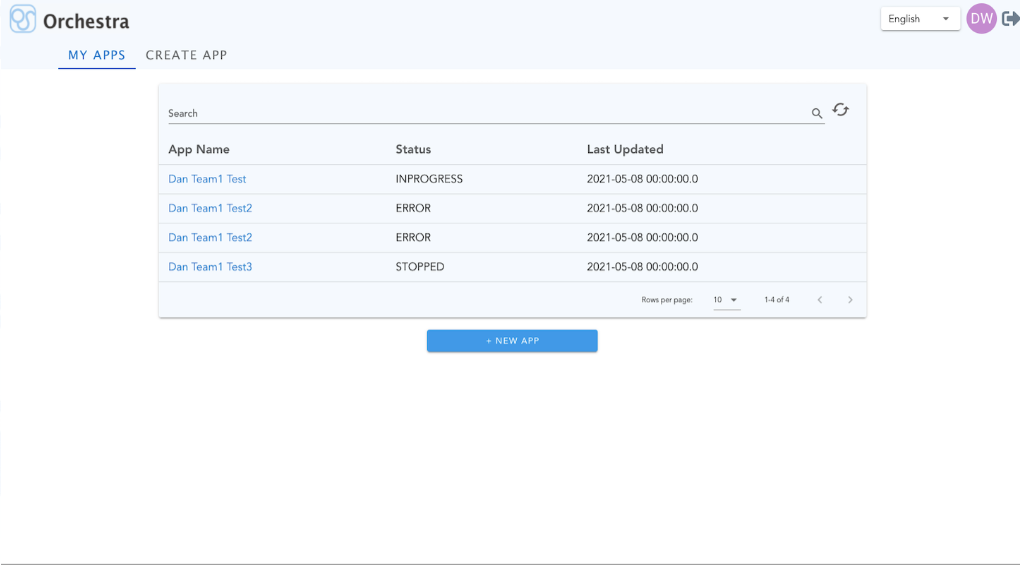 Orchestra
English
DW
MY APPS CREATE APP
Search
App Name Status Last Updated
Dan Team1 Test INPROGRESS 2021-05-08 00:00:00.0
Dan Team1 Test2 ERROR 2021-05-08 00:00:00.0
Dan Team1 Test2 ERROR 2021-05-08 00:00:00.0
Dan Team1 Test3 STOPPED 2021-05-08 00:00:00.0
Rows per page: 10 1-4 of 4
+ NEW APP